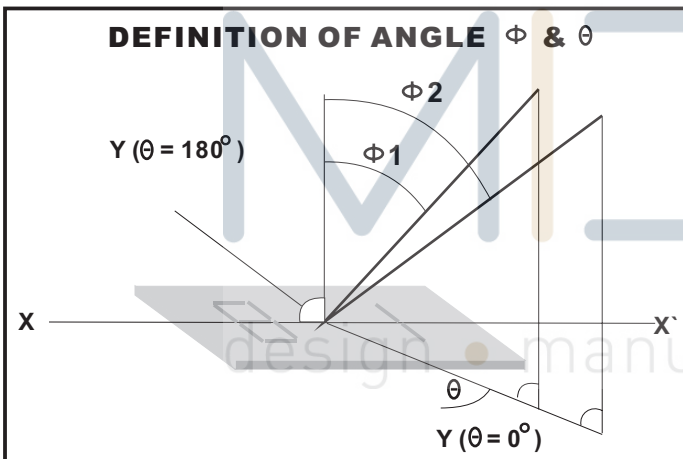 DEFINITION OF ANGLE Φ & θ
Φ2
Y (θ = 180°)
Φ1
X
X`
design • manu
θ
Y (θ = 0°)